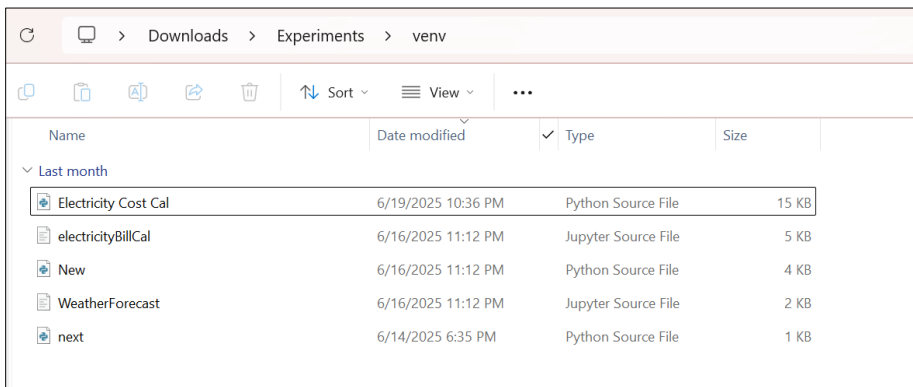 > Downloads > Experiments > venv
Sort View ...
Name Date modified Type Size
Last month
Electricity Cost Cal 6/19/2025 10:36 PM Python Source File 15 KB
electricityBillCal 6/16/2025 11:12 PM Jupyter Source File 5 KB
New 6/16/2025 11:12 PM Python Source File 4 KB
WeatherForecast 6/16/2025 11:12 PM Jupyter Source File 2 KB
next 6/14/2025 6:35 PM Python Source File 1 KB